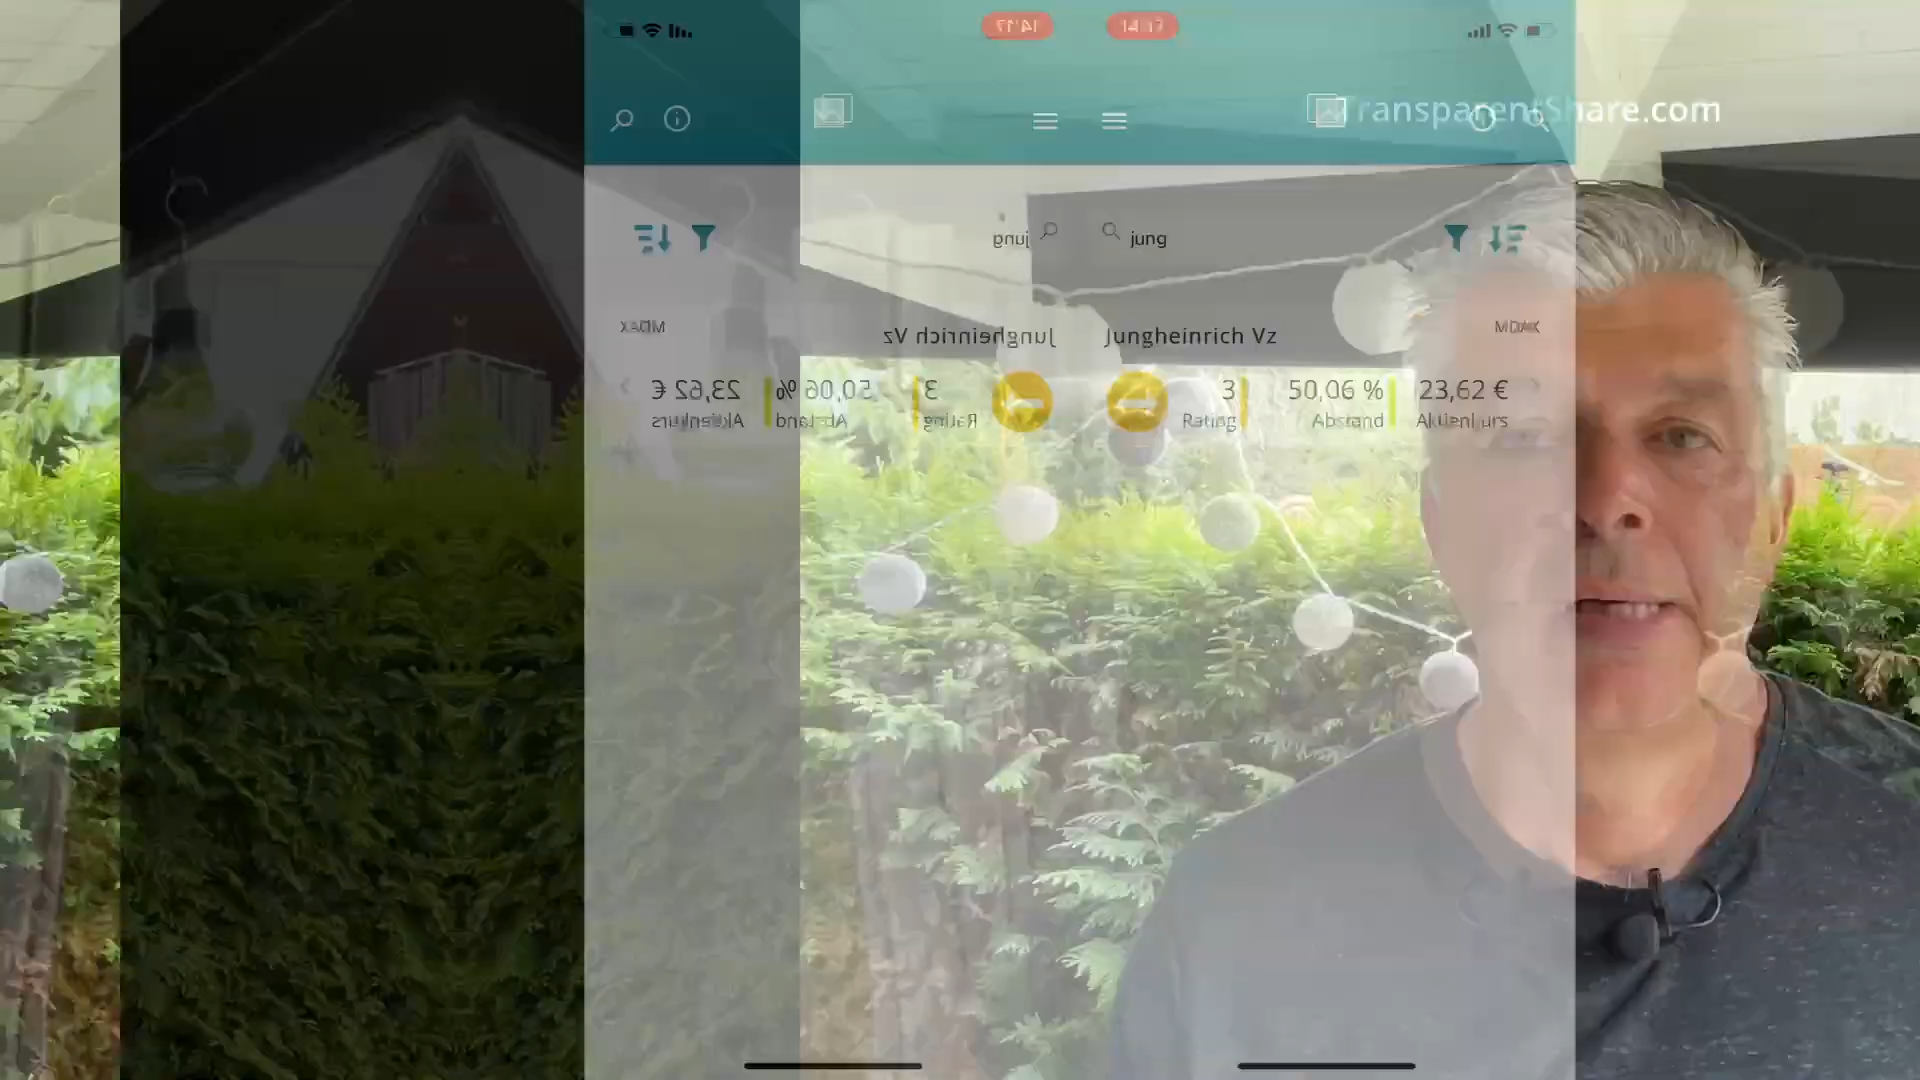 14:17
TransparentShare.com
jung
Jungheinrich Vz
MDAX
3
50,06 %
23,62 €
Rating
Abstand
Aktienkurs